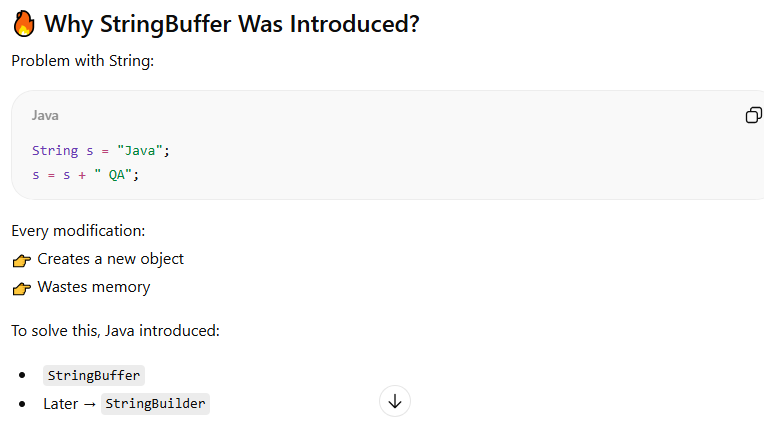 🔥 Why StringBuffer Was Introduced?
Problem with String:
Java
String s = "Java";
s = s + " QA";
Every modification:
👉 Creates a new object
👉 Wastes memory
To solve this, Java introduced:
• StringBuffer
• Later → StringBuilder